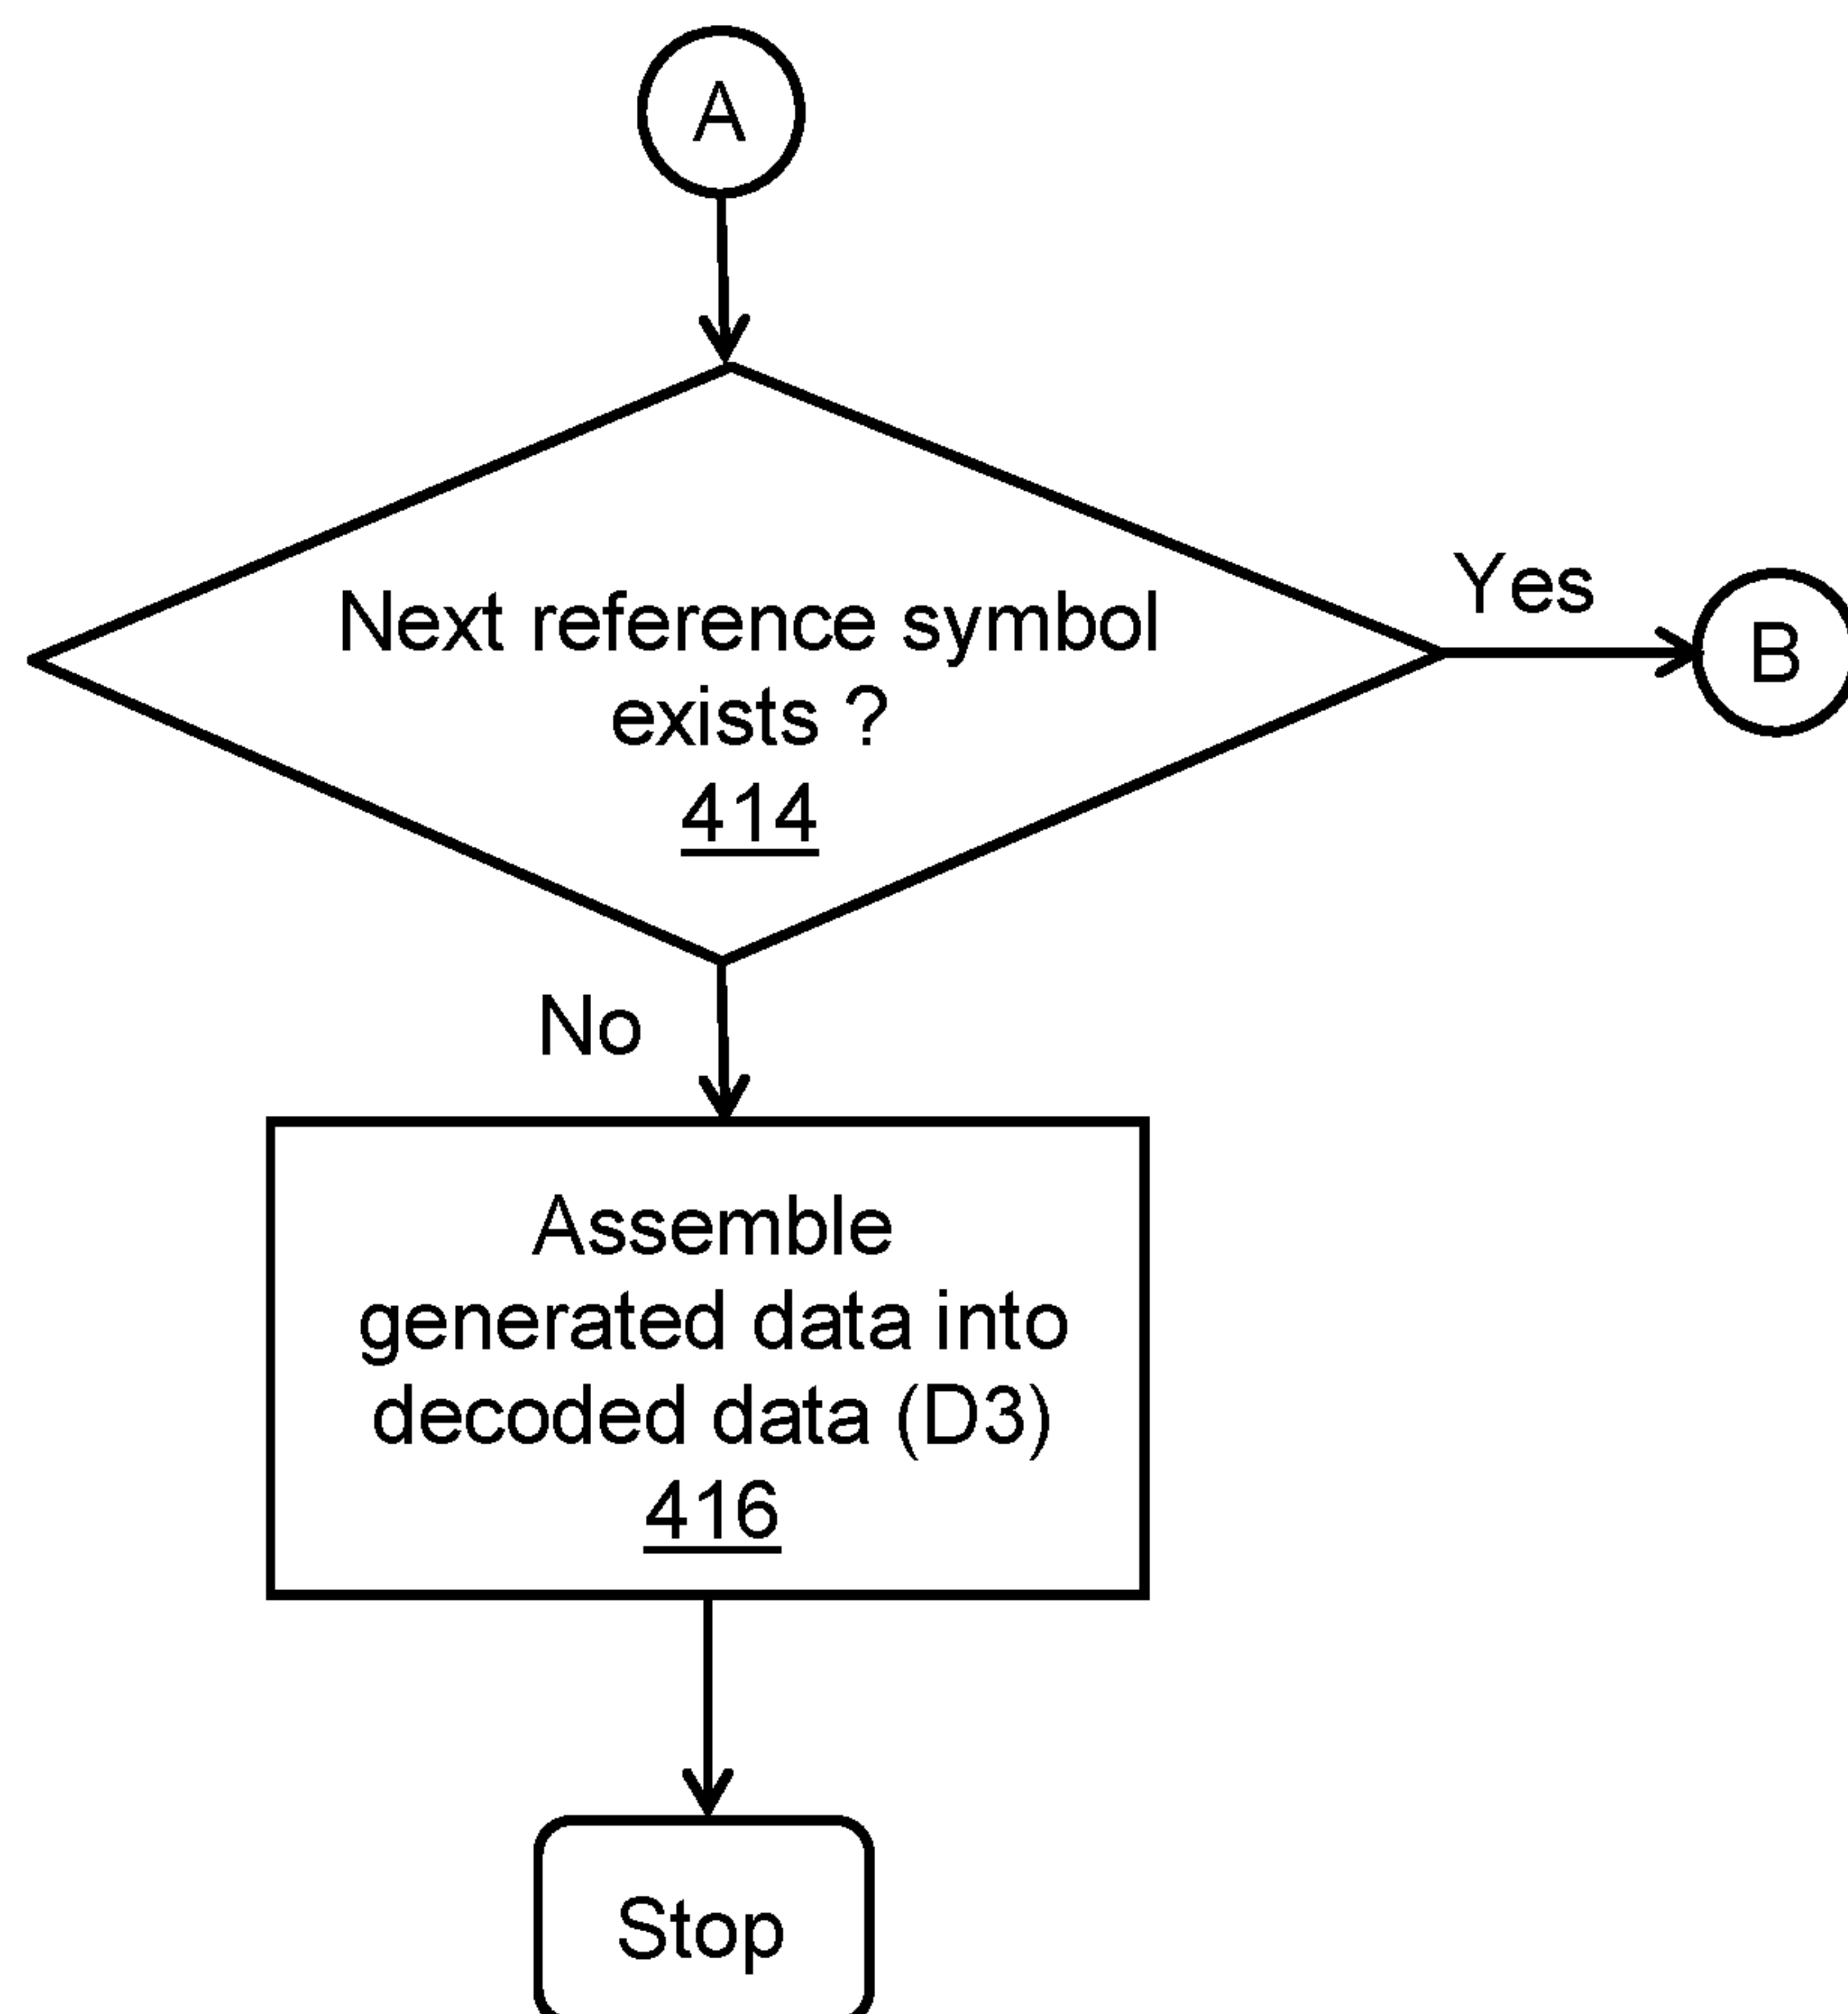 A
Next reference symbol
exists ?
414
Yes
B
No
Assemble
generated data into
decoded data (D3)
416
Stop